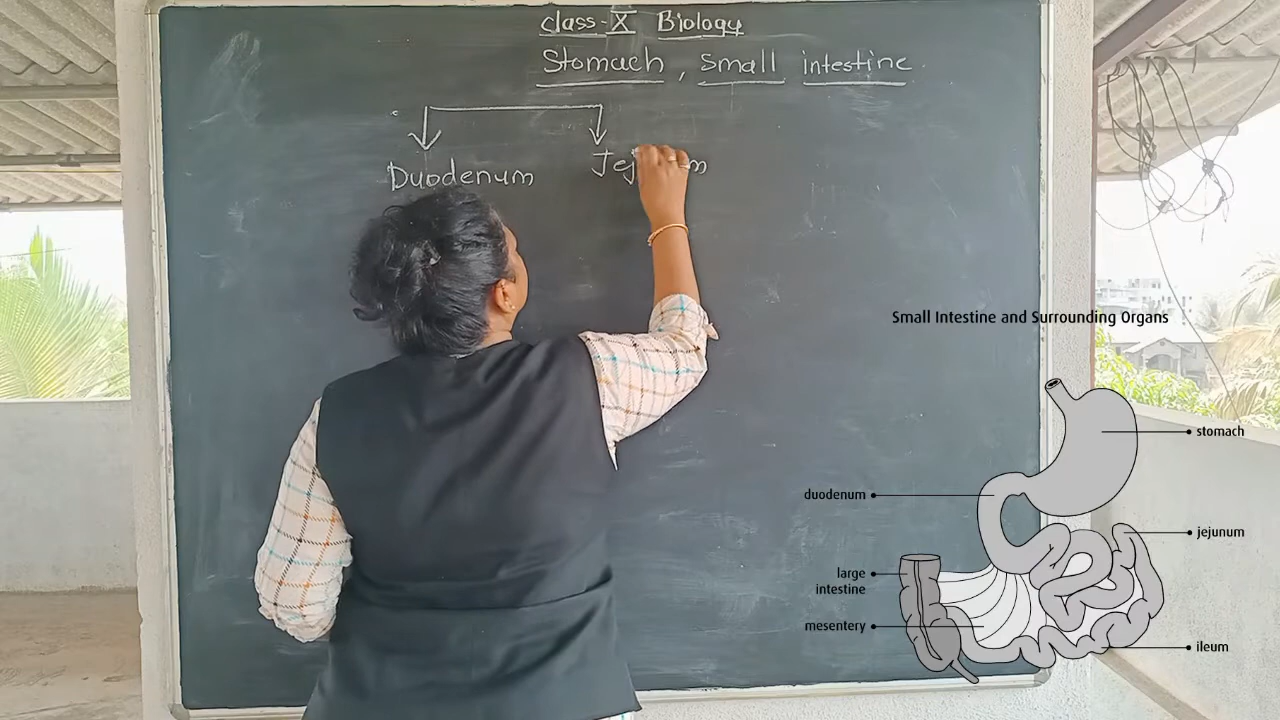 class-X Biology
Stomach, Small intestine
Duodenum
Small Intestine and Surrounding Organs
stomach
duodenum
jejunum
large
intestine
mesentery
ileum